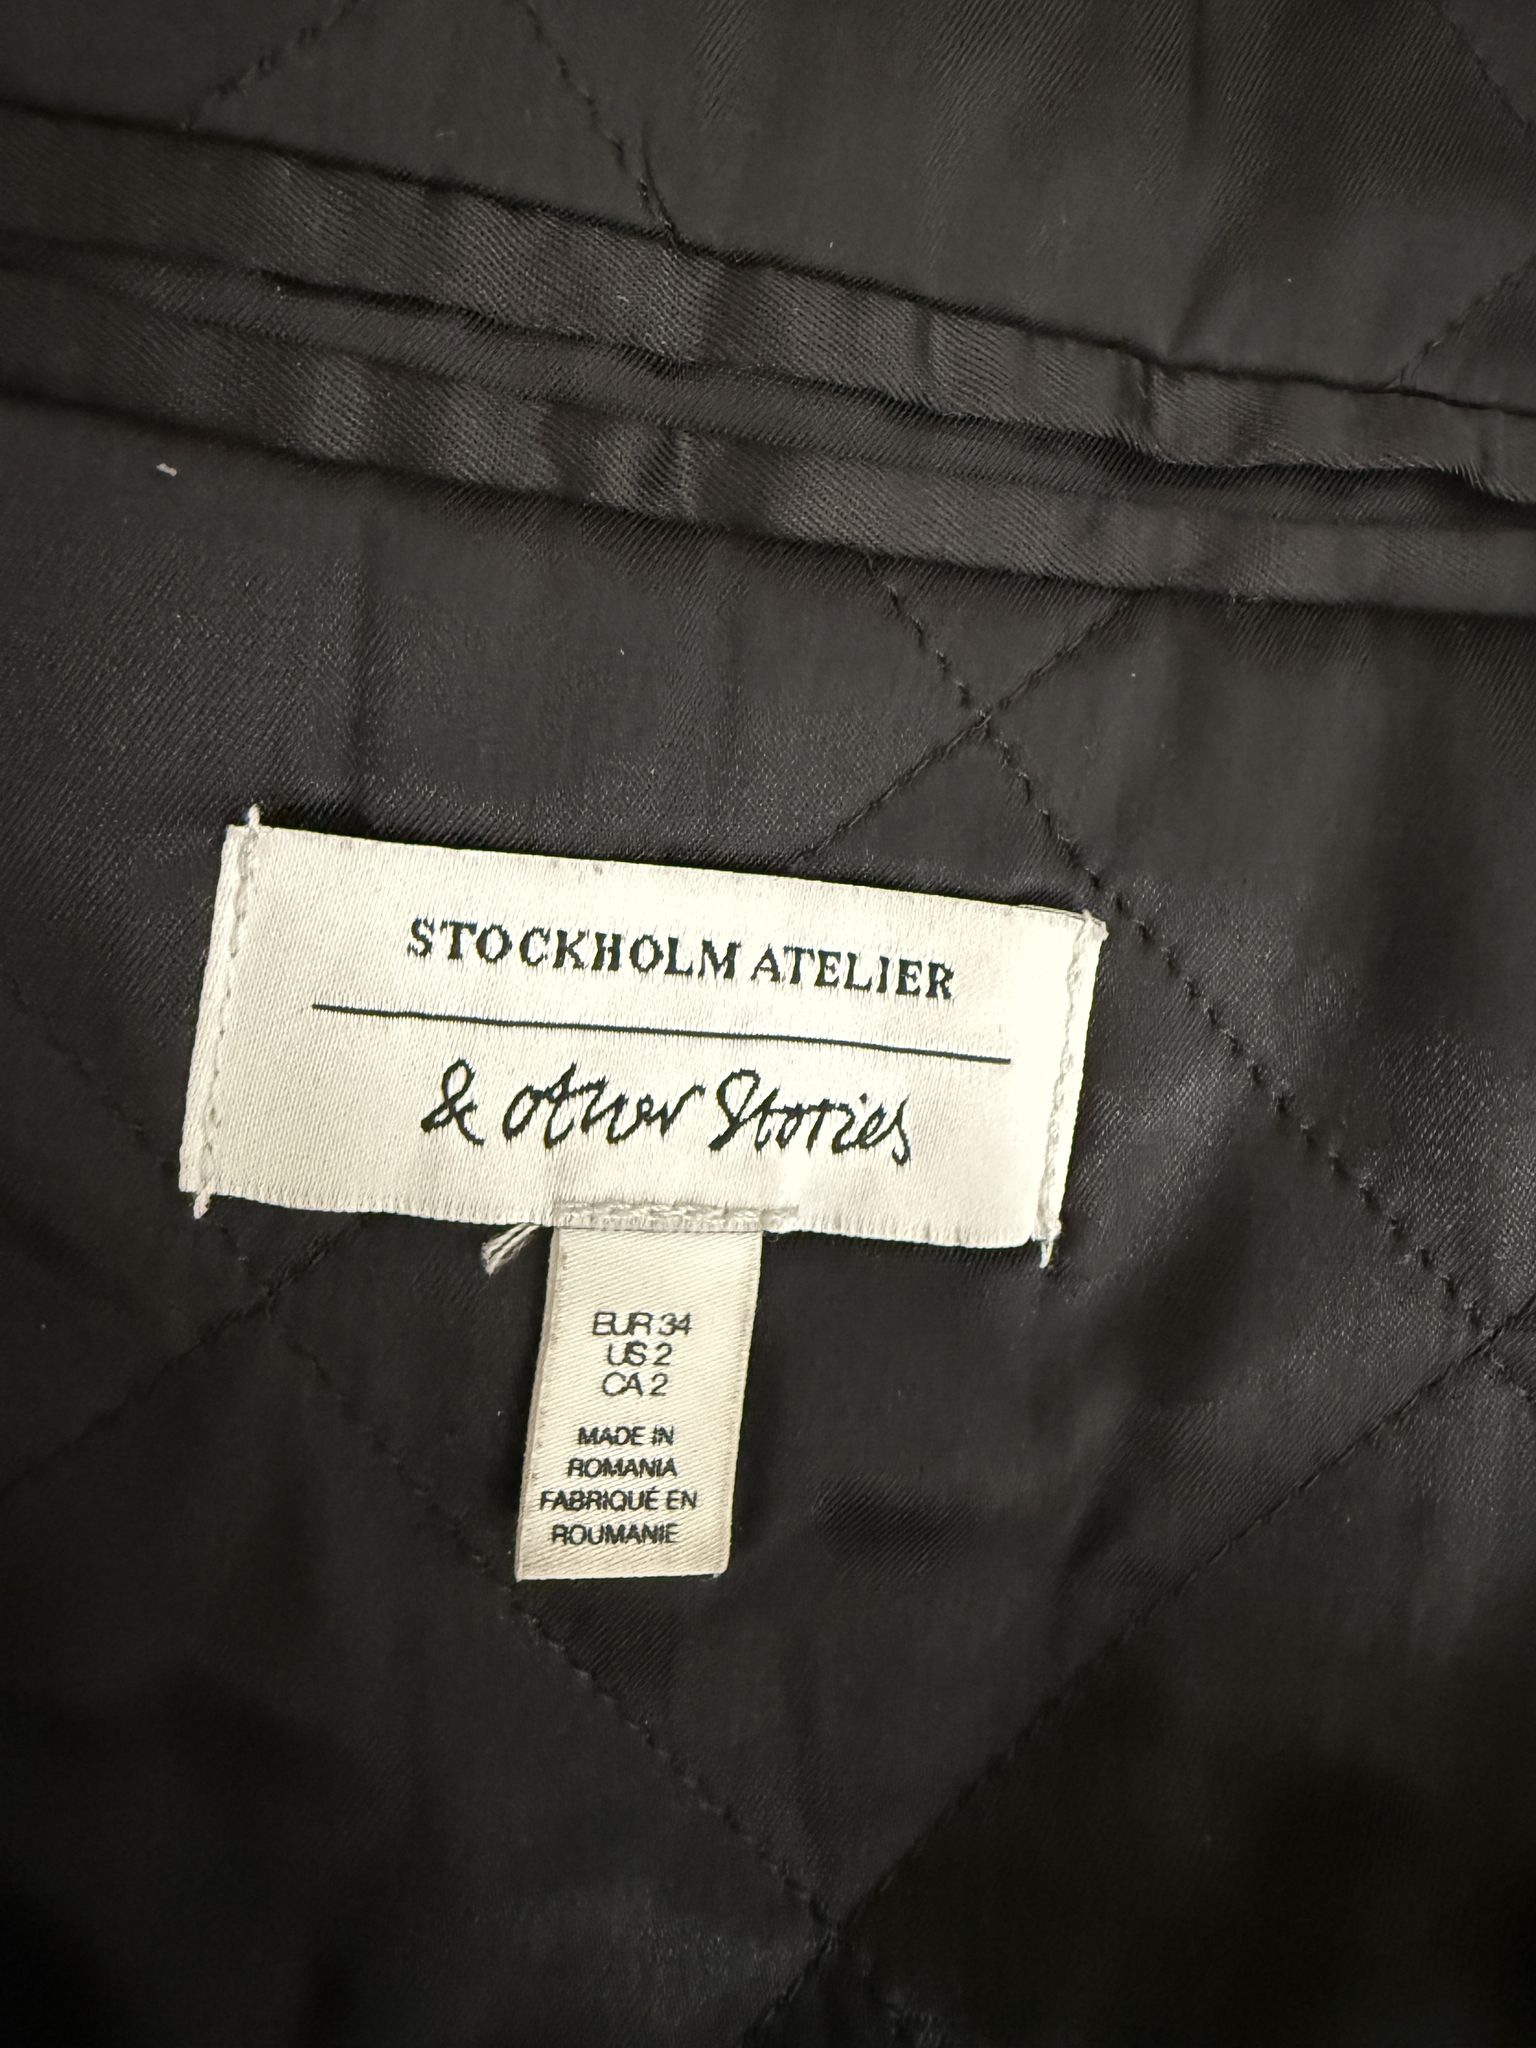 STOCKHOLM ATELIER
& other Stories
EUR 34
US 2
CA 2
MADE IN
ROMANIA
FABRIQUÉ EN
ROUMANIE